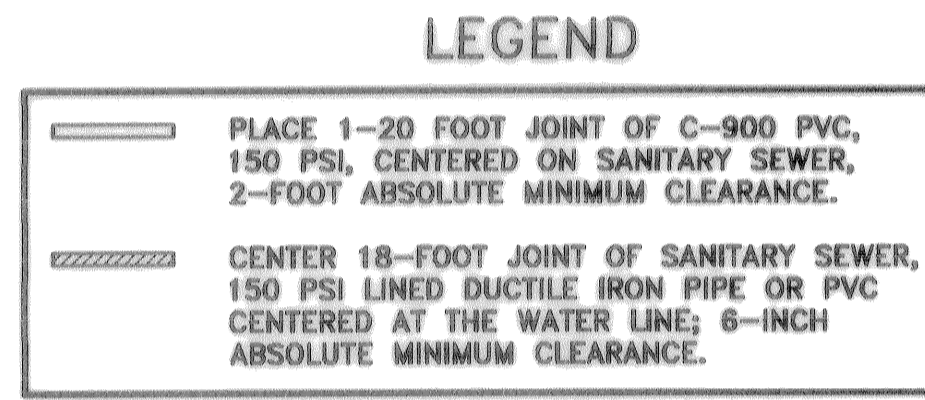 LEGEND
PLACE 1-20 FOOT JOINT OF C-900 PVC,
150 PSI, CENTERED ON SANITARY SEWER,
2-FOOT ABSOLUTE MINIMUM CLEARANCE.
CENTER 18-FOOT JOINT OF SANITARY SEWER,
150 PSI LINED DUCTILE IRON PIPE OR PVC
CENTERED AT THE WATER LINE; 6-INCH
ABSOLUTE MINIMUM CLEARANCE.